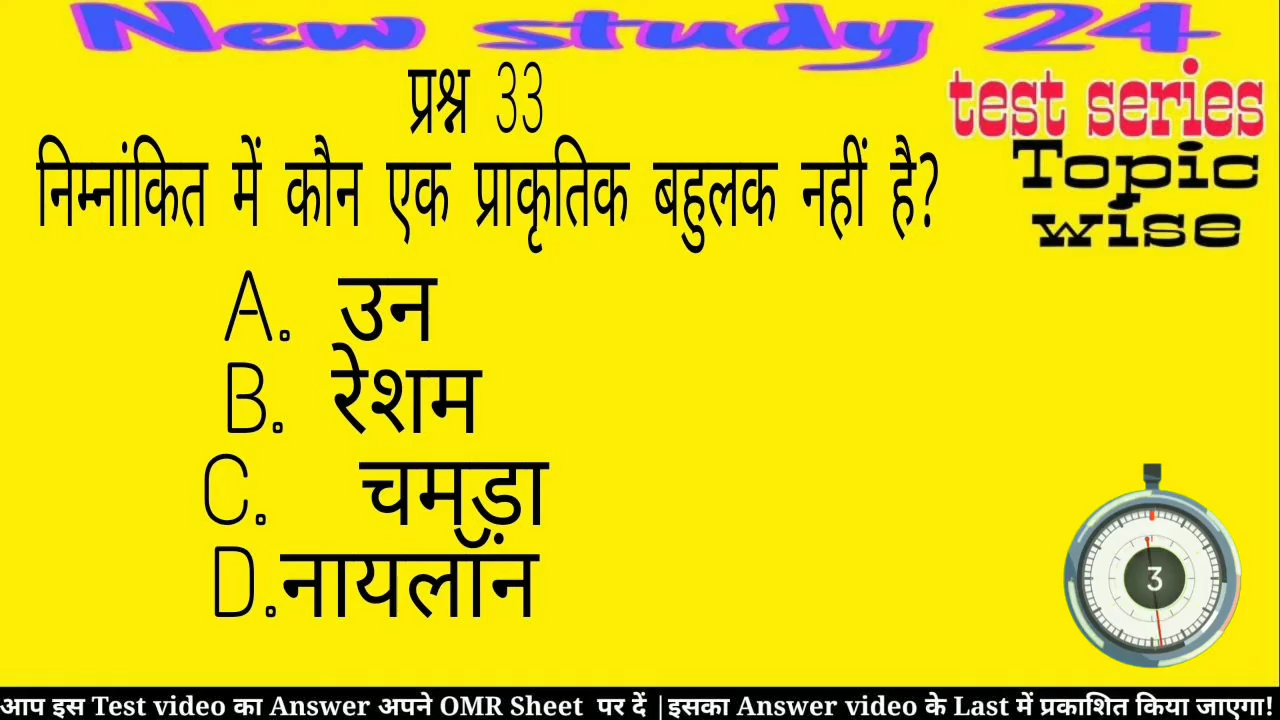 New study 24
test series
Topic
wise
प्रश्न 33
निम्नांकित में कौन एक प्राकृतिक बहुलक नहीं है?
A. उन
B. रेशम
C. चमड़ा
D.नायलॉन
3
आप इस Test video का Answer अपने OMR Sheet पर दें |इसका Answer video के Last में प्रकाशित किया जाएगा!